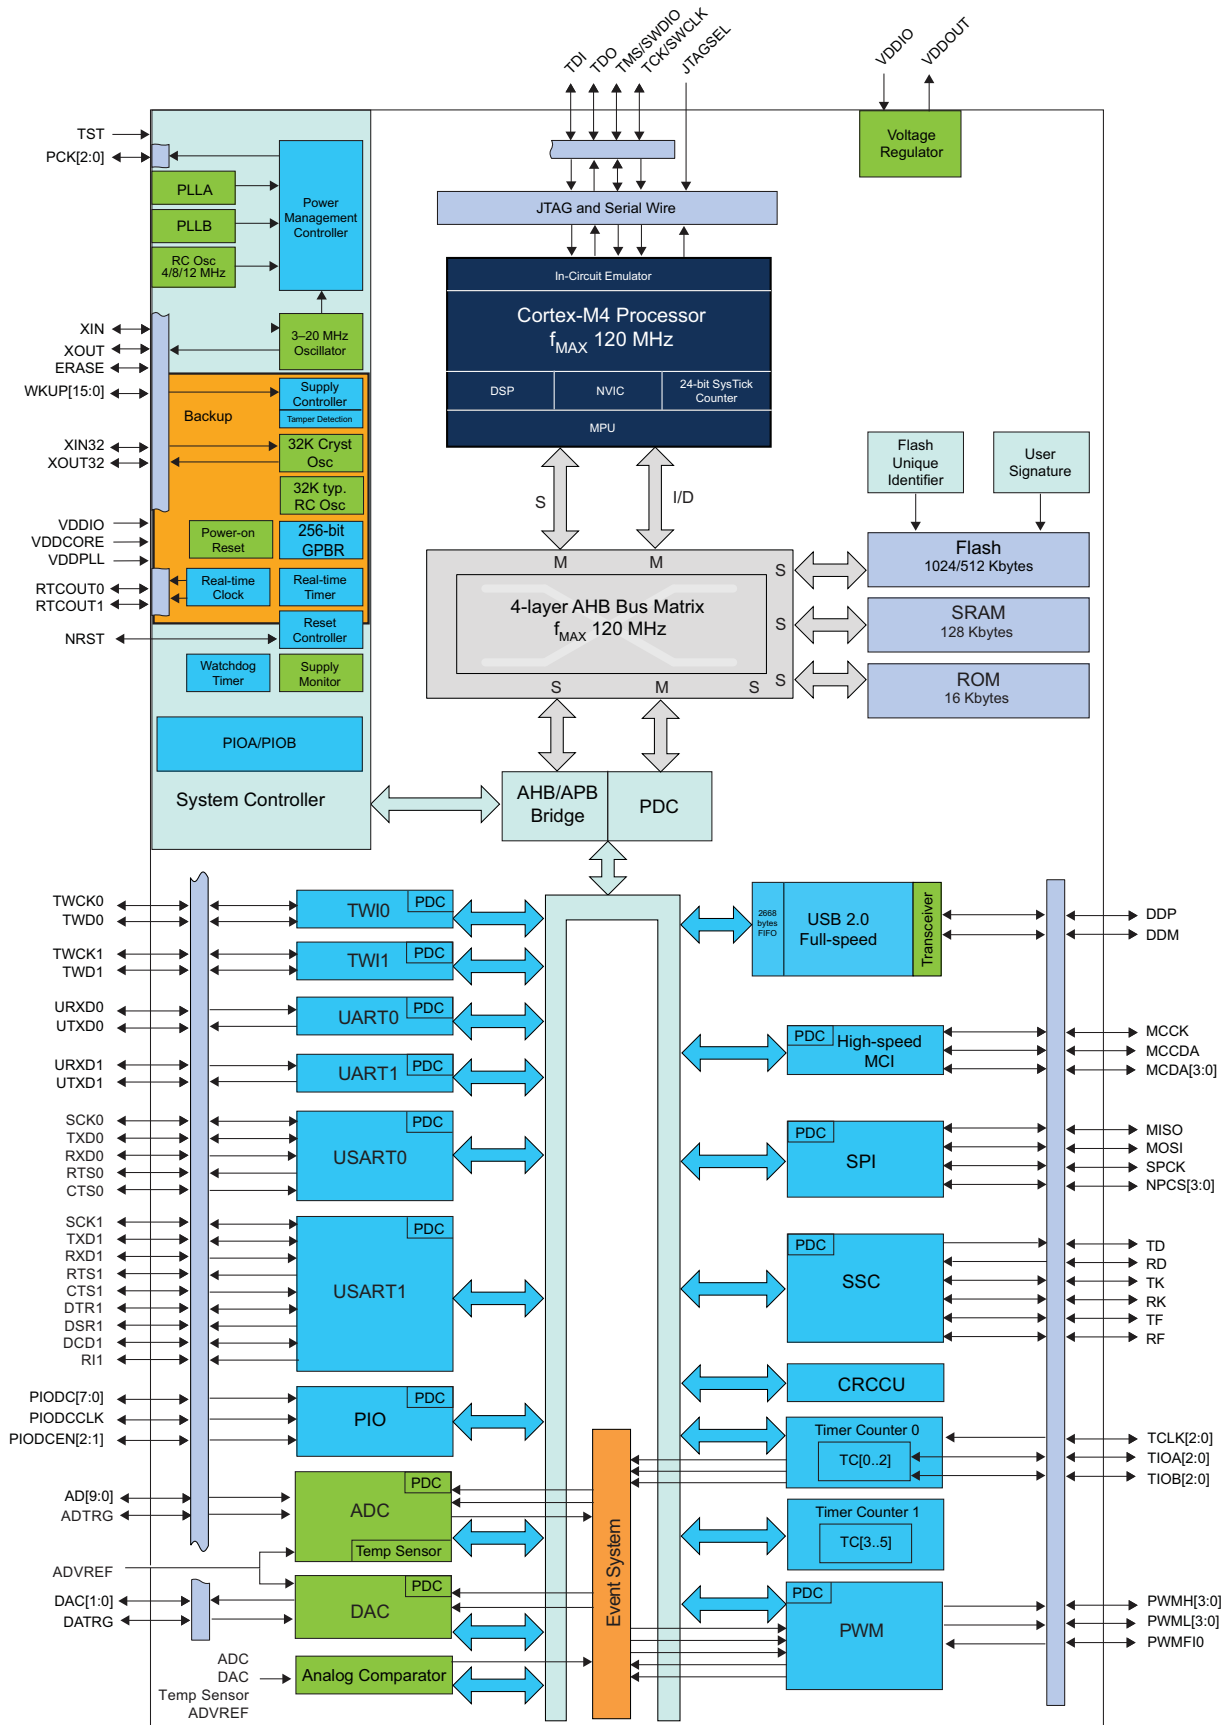 TDI
TDO
TMS/SWDIO
TCK/SWCLK
JTAGSEL
VDDIO
VDDOUT
TST
PCK[2:0]
PLLA
PLLB
RC Osc
4/8/12 MHz
Power
Management
Controller
Voltage
Regulator
JTAG and Serial Wire
In-Circuit Emulator
Cortex-M4 Processor
fMAX 120 MHz
DSP
NVIC
24-bit SysTick
Counter
MPU
XIN
XOUT
ERASE
WKUP[15:0]
XIN32
XOUT32
VDDIO
VDDCORE
VDDPLL
RTCOUT0
RTCOUT1
NRST
3–20 MHz
Oscillator
Backup
Supply
Controller
Tamper Detection
32K Cryst
Osc
32K typ.
RC Osc
Power-on
Reset
256-bit
GPBR
Real-time
Clock
Real-time
Timer
Reset
Controller
Watchdog
Timer
Supply
Monitor
PIOA/PIOB
System Controller
S
I/D
M
M
S
S
S
S
M
S
4-layer AHB Bus Matrix
fMAX 120 MHz
Flash
Unique
Identifier
User
Signature
Flash
1024/512 Kbytes
SRAM
128 Kbytes
ROM
16 Kbytes
AHB/APB
Bridge
PDC
TWCK0
TWD0
TWCK1
TWD1
URXD0
UTXD0
URXD1
UTXD1
SCK0
TXD0
RXD0
RTS0
CTS0
SCK1
TXD1
RXD1
RTS1
CTS1
DTR1
DSR1
DCD1
RI1
PIODC[7:0]
PIODCCLK
PIODCEN[2:1]
AD[9:0]
ADTRG
ADVREF
DAC[1:0]
DATRG
ADC
DAC
Temp Sensor
ADVREF
PDC
TWI0
PDC
TWI1
PDC
UART0
PDC
UART1
PDC
USART0
PDC
USART1
PDC
PIO
PDC
ADC
Temp Sensor
PDC
DAC
Analog Comparator
Event System
2668
bytes
FIFO
USB 2.0
Full-speed
Transceiver
PDC
High-speed
MCI
PDC
SPI
PDC
SSC
CRCCU
Timer Counter 0
TC[0..2]
Timer Counter 1
TC[3..5]
PDC
PWM
DDP
DDM
MCCK
MCCDA
MCDA[3:0]
MISO
MOSI
SPCK
NPCS[3:0]
TD
RD
TK
RK
TF
RF
TCLK[2:0]
TIOA[2:0]
TIOB[2:0]
PWMH[3:0]
PWML[3:0]
PWMFI0